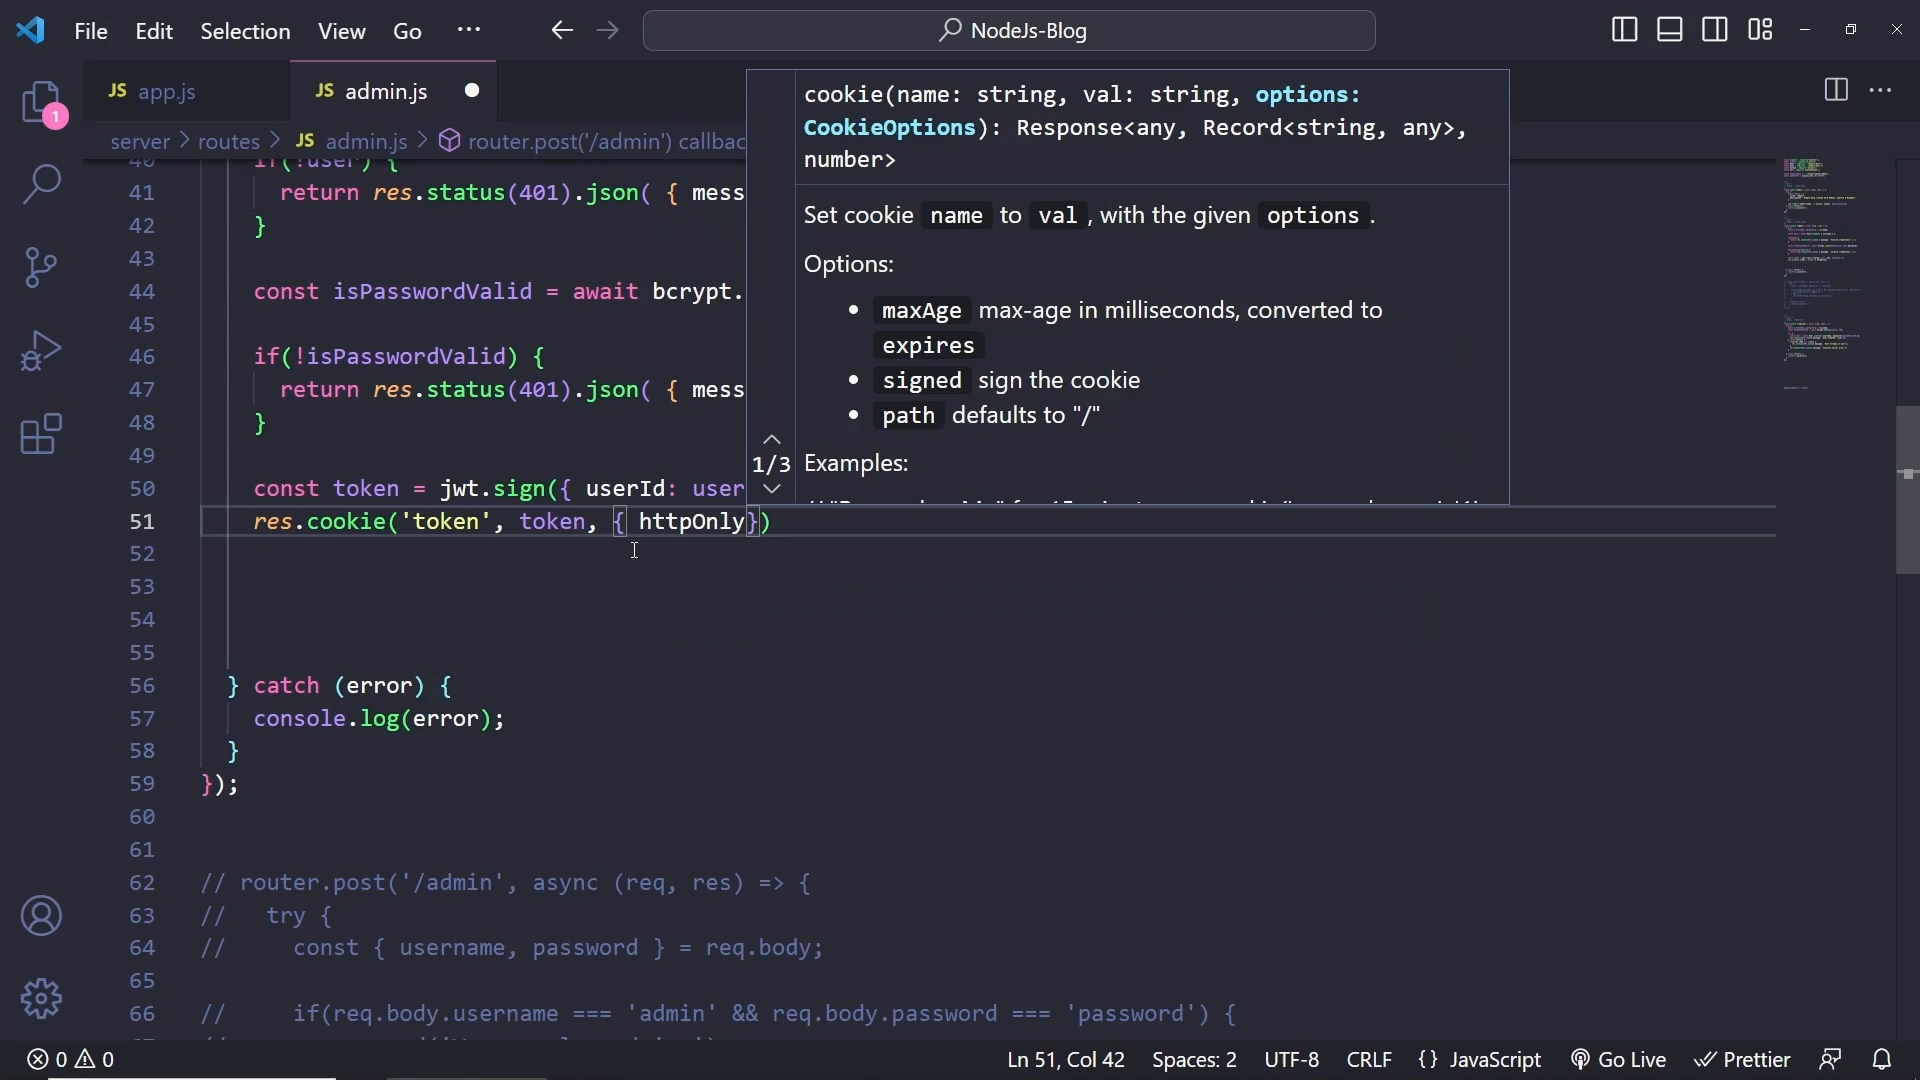 File Edit Selection View Go ···
NodeJs-Blog
JS app.js
JS admin.js
1
server > routes > JS admin.js > router.post('/admin') callbac
cookie(name: string, val: string, options:
CookieOptions): Response<any, Record<string, any>,
number>
Set cookie name to val, with the given options.
Options:
• maxAge max-age in milliseconds, converted to
expires
• signed sign the cookie
• path defaults to "/"
1/3 Examples:
40 if(!user) {
41 return res.status(401).json( { mess
42 }
43
44 const isPasswordValid = await bcrypt.
45
46 if(!isPasswordValid) {
47 return res.status(401).json( { mess
48 }
49
50 const token = jwt.sign({ userId: user
51 res.cookie('token', token, { httpOnly})
52
53
54
55
56 } catch (error) {
57 console.log(error);
58 }
59 });
60
61
62 // router.post('/admin', async (req, res) => {
63 // try {
64 // const { username, password } = req.body;
65
66 // if(req.body.username === 'admin' && req.body.password === 'password') {
0 0
Ln 51, Col 42 Spaces: 2 UTF-8 CRLF {} JavaScript Go Live Prettier